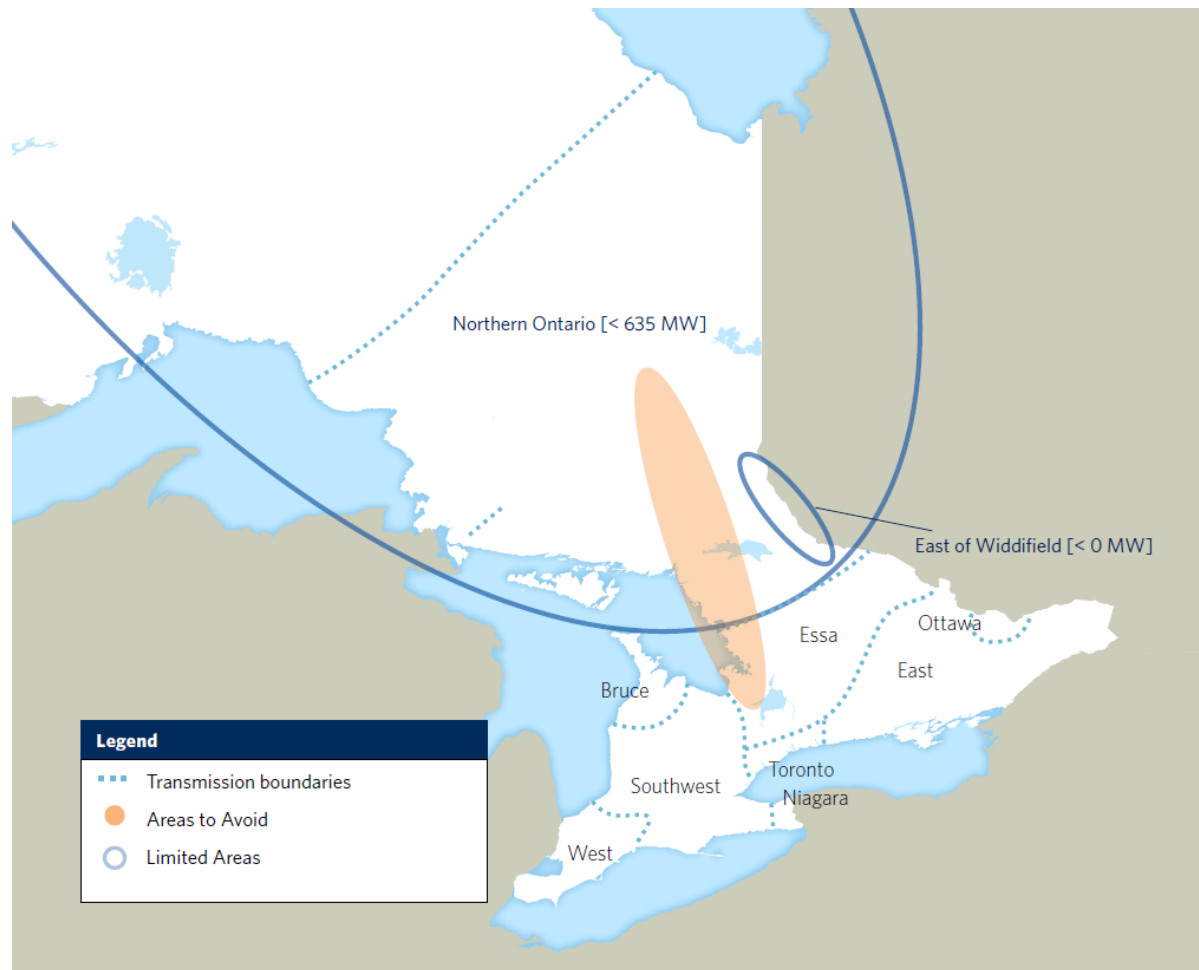 Northern Ontario [< 635 MW]
East of Widdifield [< 0 MW]
Essa
Ottawa
East
Bruce
Toronto
Southwest
Niagara
West
Legend
Transmission boundaries
Areas to Avoid
Limited Areas